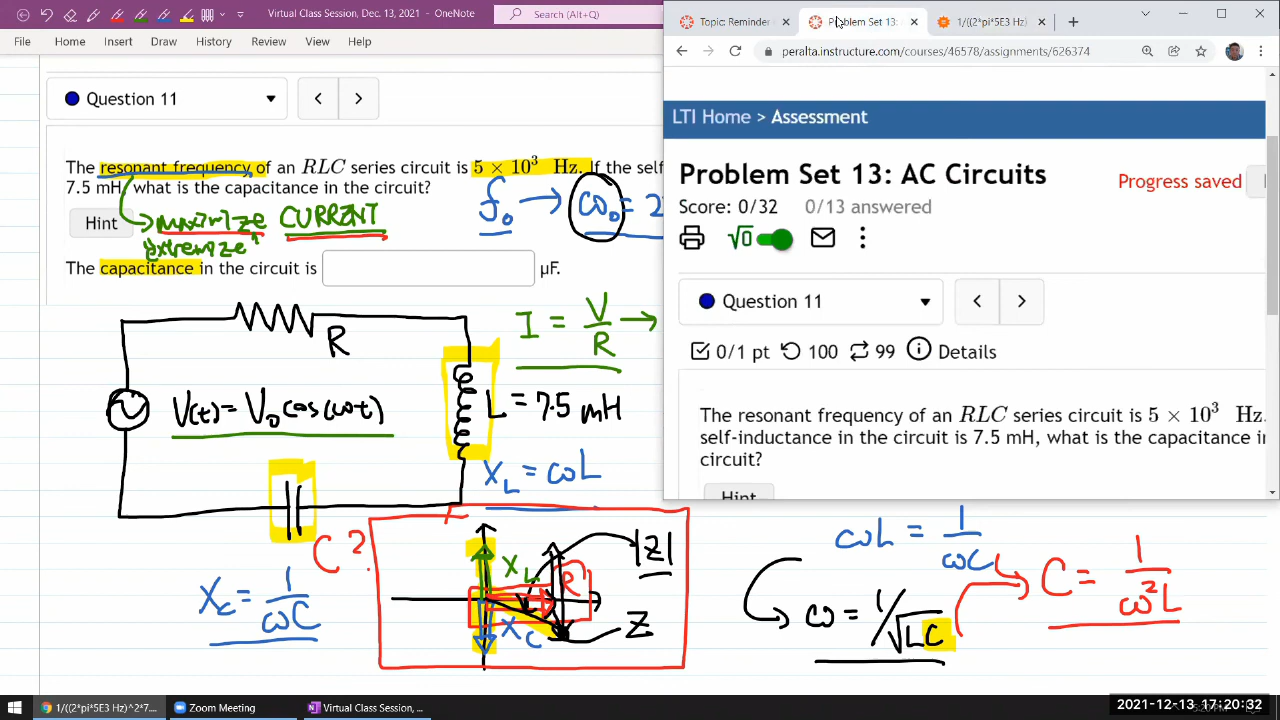 Virtual Class Session, Dec 13, 2021 - OneNote
Search (Alt+Q)
File Home Insert Draw History Review View Help
Topic Reminder
Problem Set 13:
1/((2*pi*5E3 Hz)
peralta.instructure.com/courses/46578/assignments/626374
LTI Home > Assessment
Problem Set 13: AC Circuits
Progress saved
Score: 0/32 0/13 answered
√0
Question 11
0/1 pt 100 99 Details
The resonant frequency of an RLC series circuit is 5 × 10³ Hz.
self-inductance in the circuit is 7.5 mH, what is the capacitance
circuit?
Hint
Question 11
The resonant frequency of an RLC series circuit is 5 × 10³ Hz. If the self
7.5 mH, what is the capacitance in the circuit?
Hint
maximize CURRENT
extremize
f₀ → ω₀ = 2
The capacitance in the circuit is μF.
R
I = V/R →
V(t) = V₀ cos(ωt)
L = 7.5 mH
X_L = ωL
C?
X_C = 1/ωC
X_L
R
X_C
|Z|
Z
ωL = 1/ωC
ω = 1/√LC
C = 1/ω²L
1/((2*pi*5E3 Hz)^2*7...
Zoom Meeting
Virtual Class Session, ...
2021-12-13 17:20:32